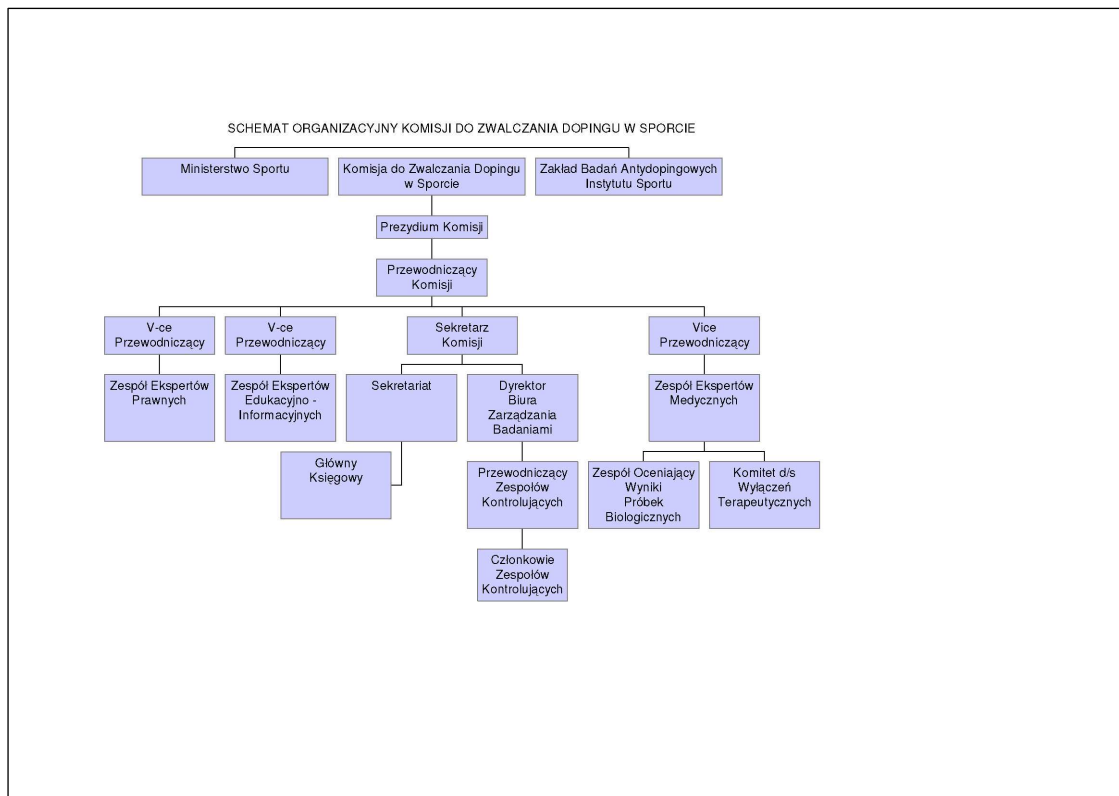 SCHEMAT ORGANIZACYJNY KOMISJI DO ZWALCZANIA DOPINGU W SPORCIE
Ministerstwo Sportu
Komisja do Zwalczania Dopingu
w Sporcie
Zakład Badań Antydopingowych
Instytutu Sportu
Prezydium Komisji
Przewodniczący
Komisji
V-ce
Przewodniczący
V-ce
Przewodniczący
Sekretarz
Komisji
Vice
Przewodniczący
Zespół Ekspertów
Prawnych
Zespół Ekspertów
Edukacyjno -
Informacyjnych
Sekretariat
Dyrektor
Biura
Zarządzania
Badaniami
Zespół Ekspertów
Medycznych
Główny
Księgowy
Przewodniczący
Zespołów
Kontrolujących
Zespół Oceniający
Wyniki
Próbek
Biologicznych
Komitet d/s
Wyłączeń
Terapeutycznych
Członkowie
Zespołów
Kontrolujących